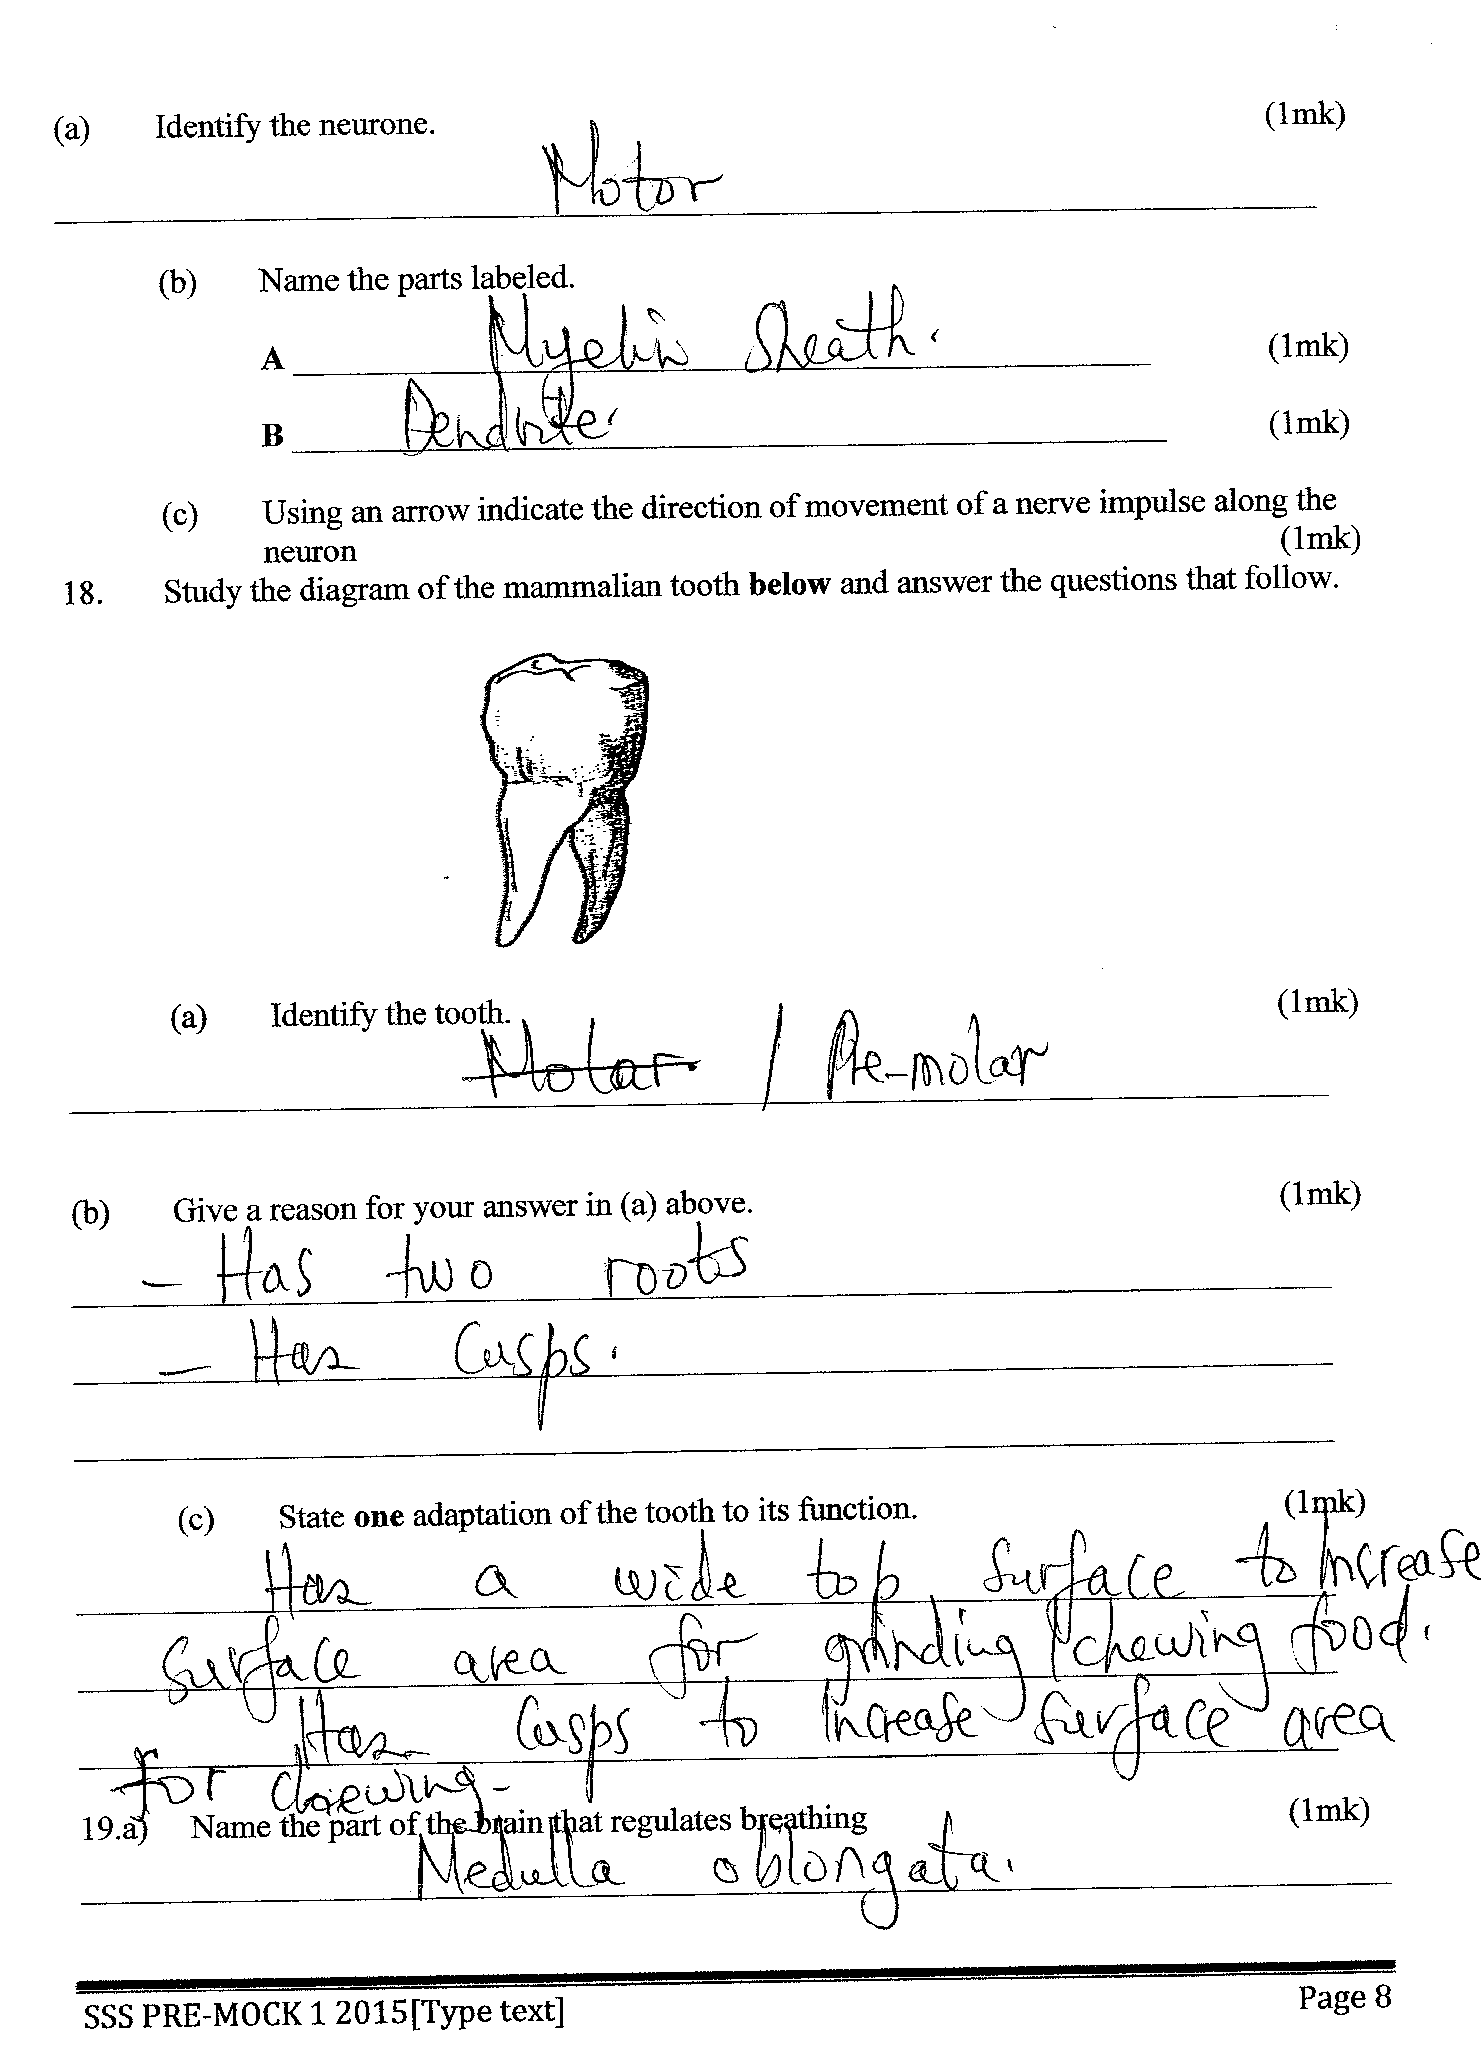 (a) Identify the neurone. (1mk)
Motor
(b) Name the parts labeled.
A Myelin Sheath. (1mk)
B Dendrite. (1mk)
(c) Using an arrow indicate the direction of movement of a nerve impulse along the
neuron (1mk)
18. Study the diagram of the mammalian tooth below and answer the questions that follow.
(a) Identify the tooth. (1mk)
Molar / Pre-molar
(b) Give a reason for your answer in (a) above. (1mk)
- Has two roots
- Has Cusps.
(c) State one adaptation of the tooth to its function. (1mk)
Has a wide top surface to increase
surface area for grinding/chewing food.
Has cusps to increase surface area
for chewing-
19.a) Name the part of the brain that regulates breathing (1mk)
Medulla oblongata.
SSS PRE-MOCK 1 2015[Type text] Page 8